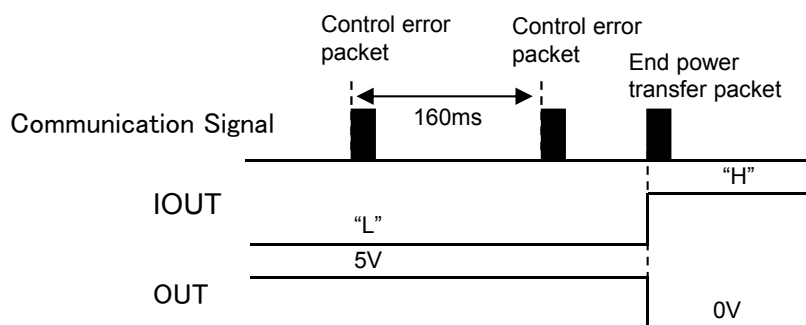 Control error
packet
Control error
packet
End power
transfer packet
160ms
Communication Signal
"H"
IOUT
"L"
5V
OUT
0V